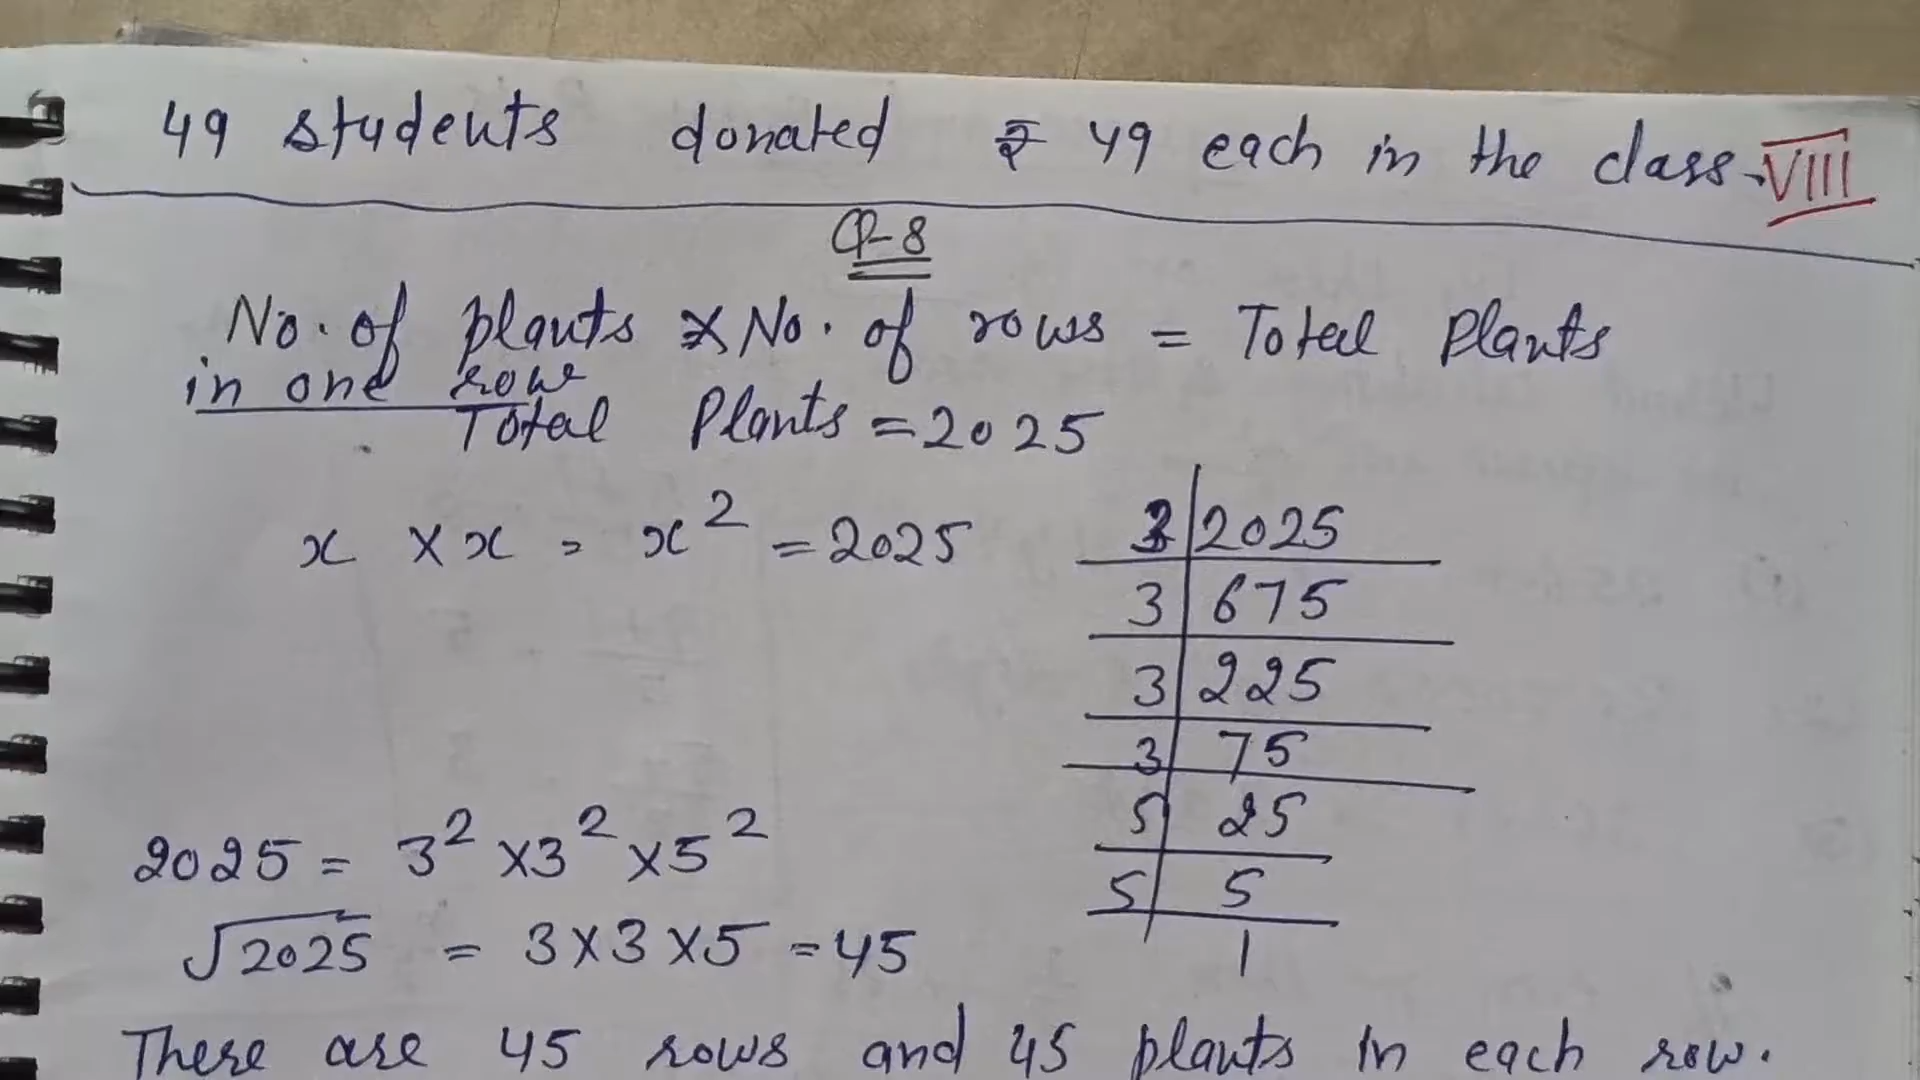 49 students donated ₹ 49 each in the class VIII
Q-8
No. of plants × No. of rows = Total Plants
in one row
Total Plants = 2025
x × x = x² = 2025
3 | 2025
3 | 675
3 | 225
3 | 75
5 | 25
5 | 5
1
2025 = 3² × 3² × 5²
√2025 = 3 × 3 × 5 = 45
There are 45 rows and 45 plants in each row.